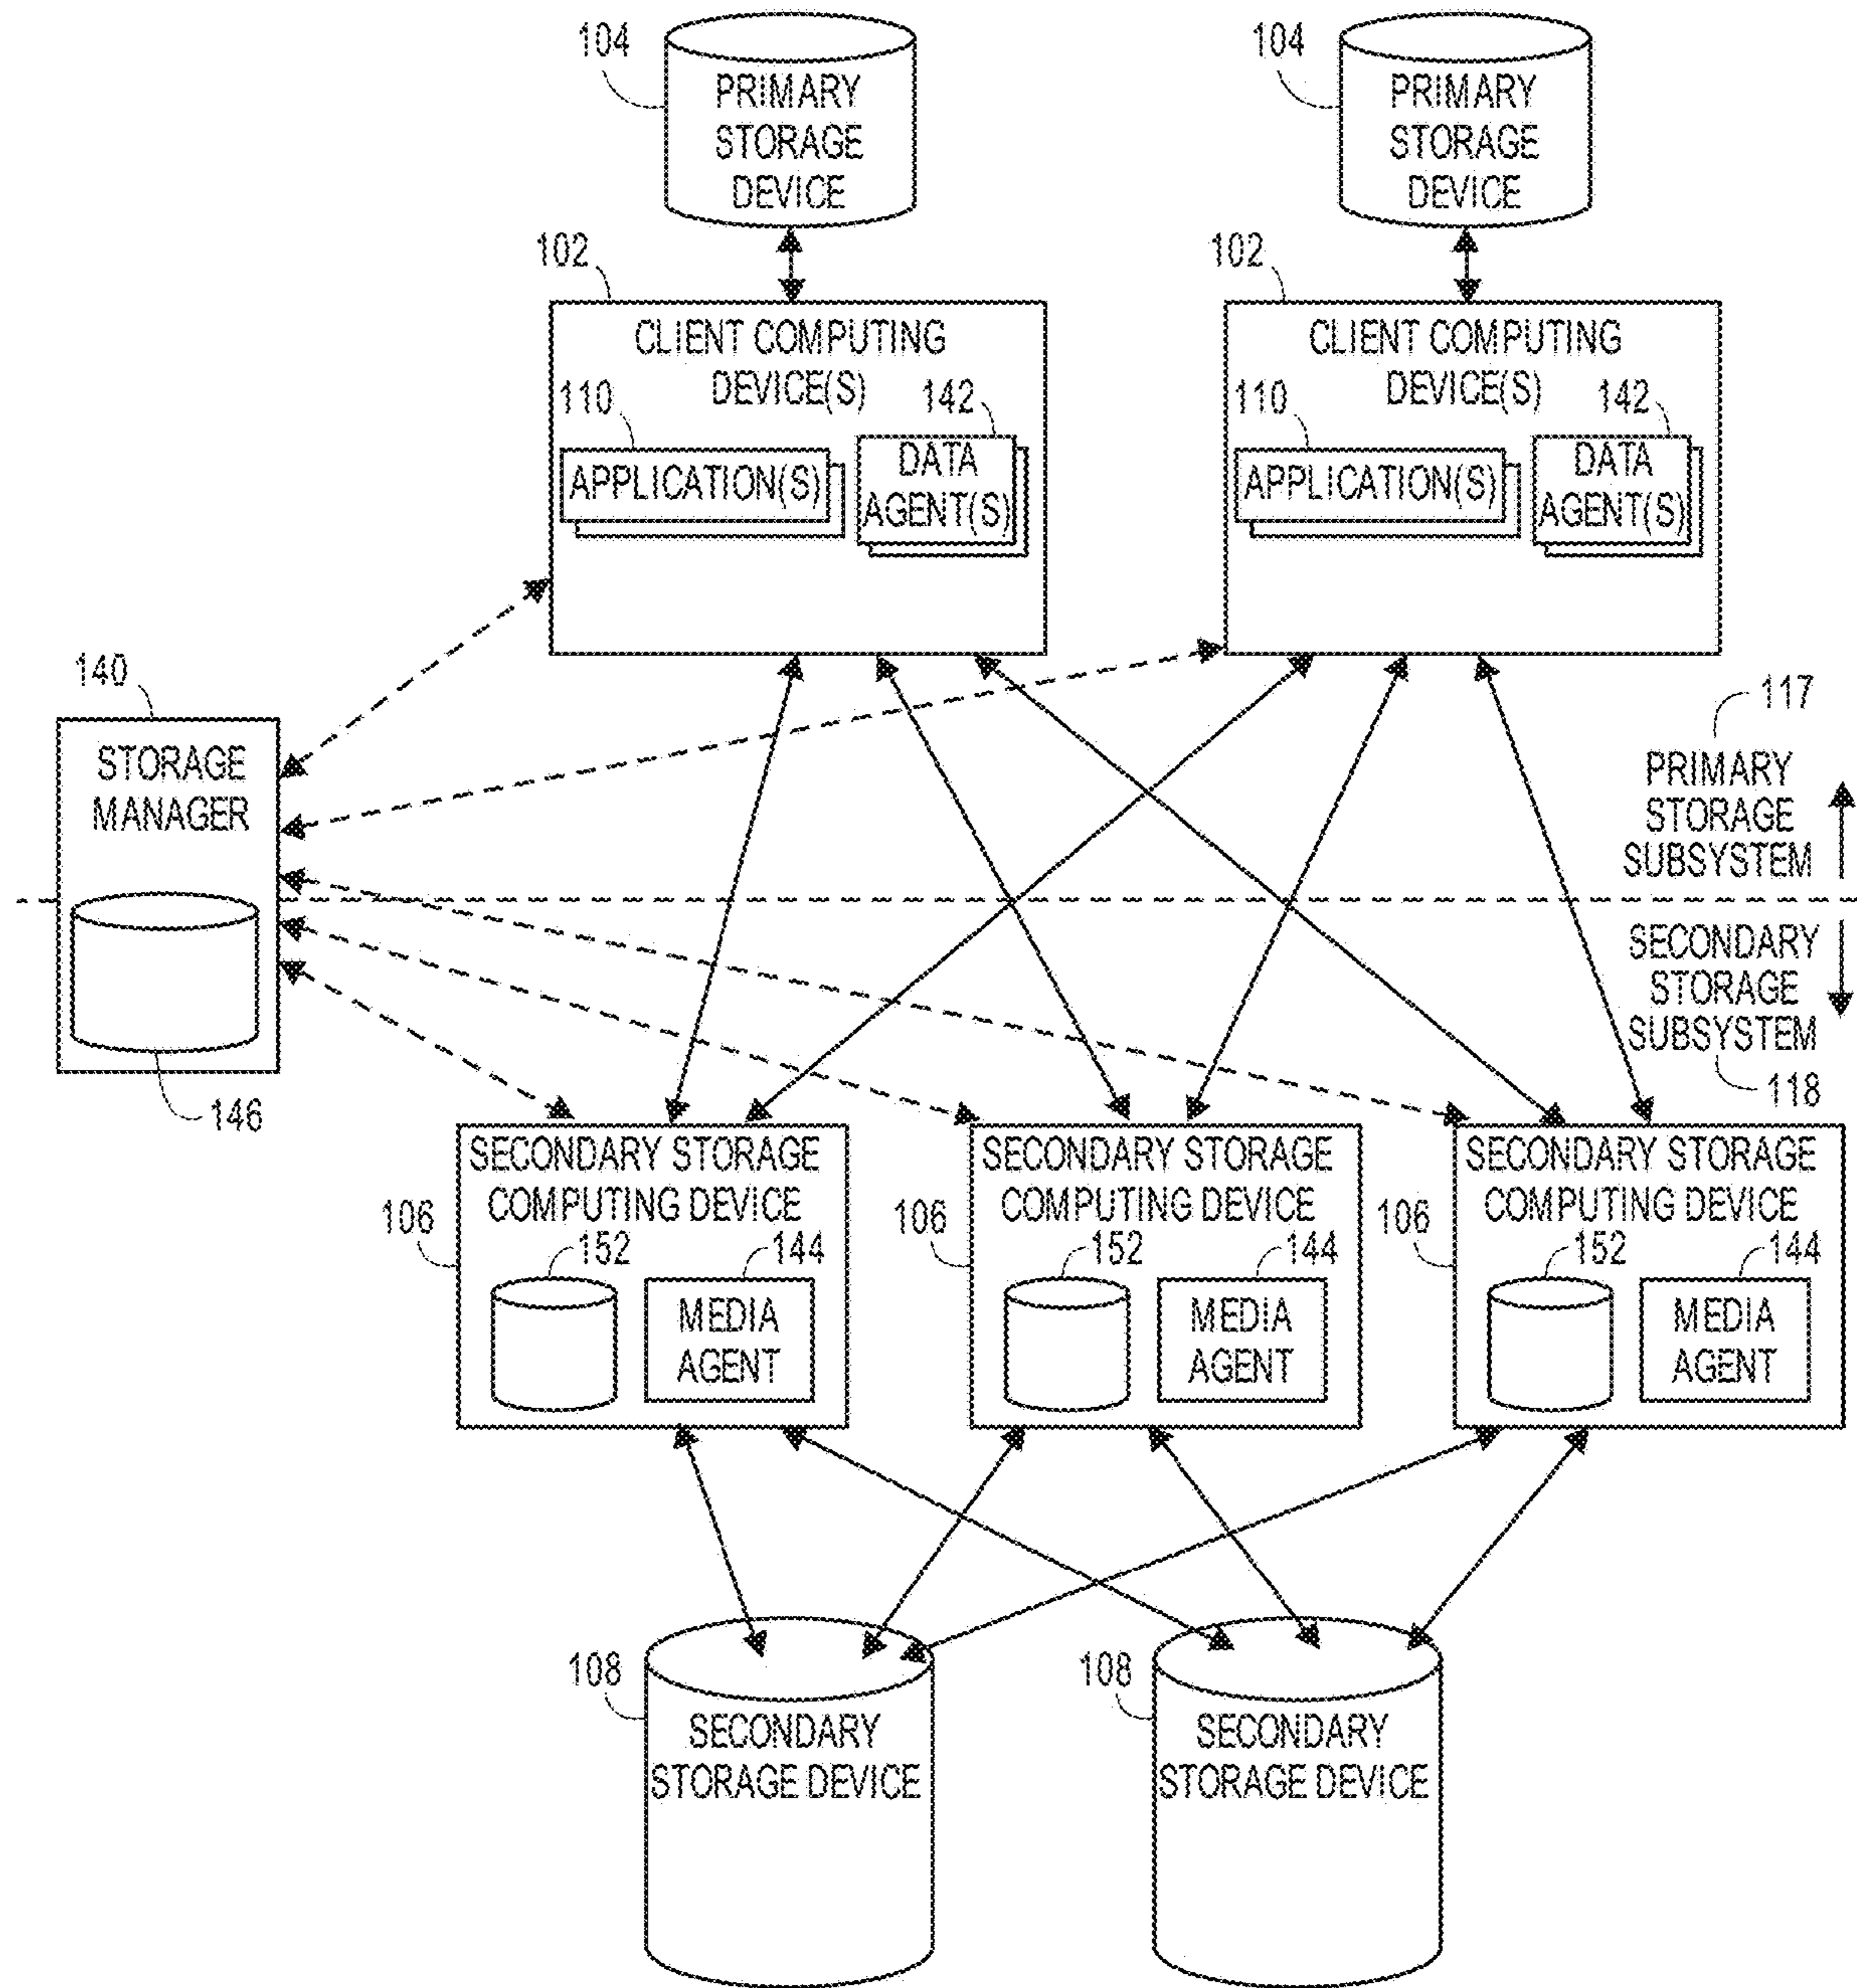 104
PRIMARY
STORAGE
DEVICE
104
PRIMARY
STORAGE
DEVICE
102
CLIENT COMPUTING
DEVICE(S)
110
142
APPLICATION(S)
DATA
AGENT(S)
102
CLIENT COMPUTING
DEVICE(S)
110
142
APPLICATION(S)
DATA
AGENT(S)
140
STORAGE
MANAGER
146
117
PRIMARY
STORAGE
SUBSYSTEM
SECONDARY
STORAGE
SUBSYSTEM
118
106
SECONDARY STORAGE
COMPUTING DEVICE
152
144
MEDIA
AGENT
106
SECONDARY STORAGE
COMPUTING DEVICE
152
144
MEDIA
AGENT
106
SECONDARY STORAGE
COMPUTING DEVICE
152
144
MEDIA
AGENT
108
SECONDARY
STORAGE DEVICE
108
SECONDARY
STORAGE DEVICE